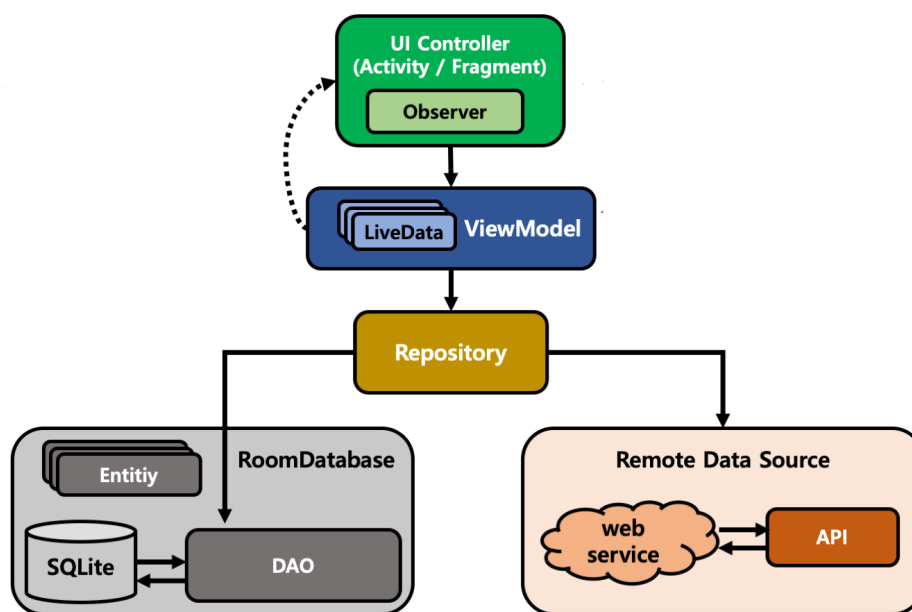 UI Controller
(Activity / Fragment)
Observer
LiveData
ViewModel
Repository
Entitiy
RoomDatabase
SQLite
DAO
Remote Data Source
web
service
API